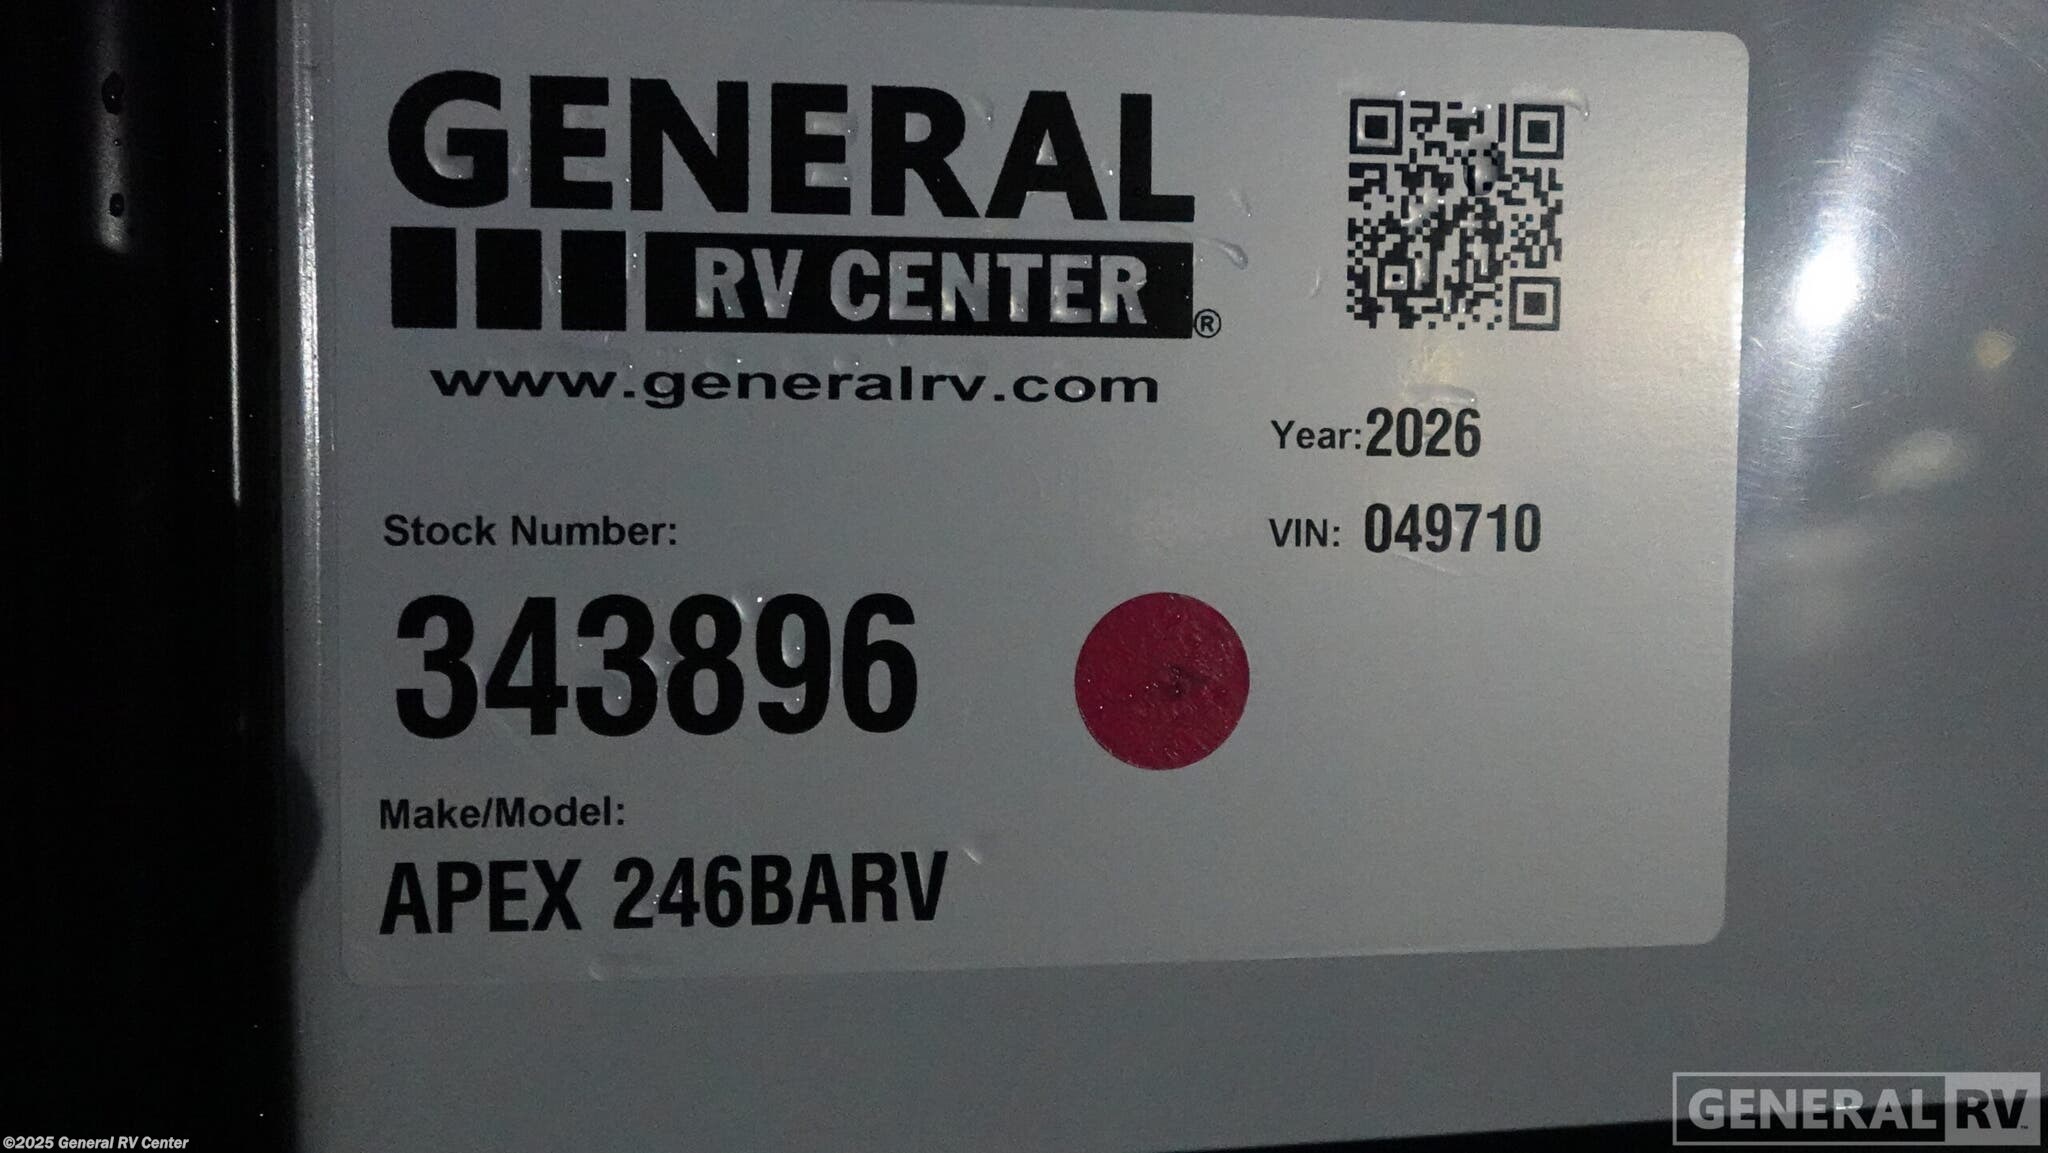 GENERAL
RV CENTER®
www.generalrv.com
Year: 2026
Stock Number:
VIN: 049710
343896
Make/Model:
APEX 246BARV
GENERAL RV™
©2025 General RV Center